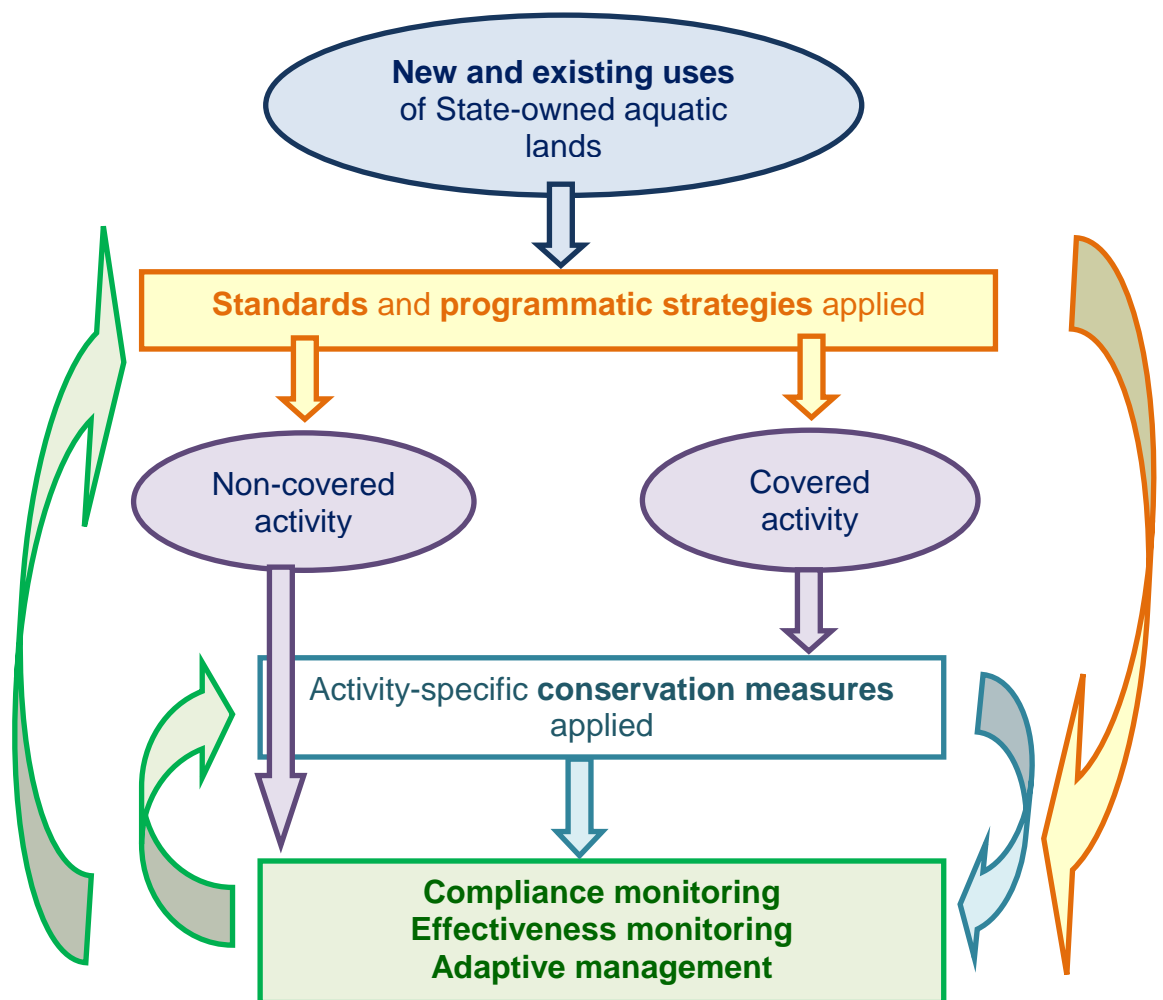 New and existing uses
of State-owned aquatic
lands
Standards and programmatic strategies applied
Non-covered
activity
Covered
activity
Activity-specific conservation measures
applied
Compliance monitoring
Effectiveness monitoring
Adaptive management